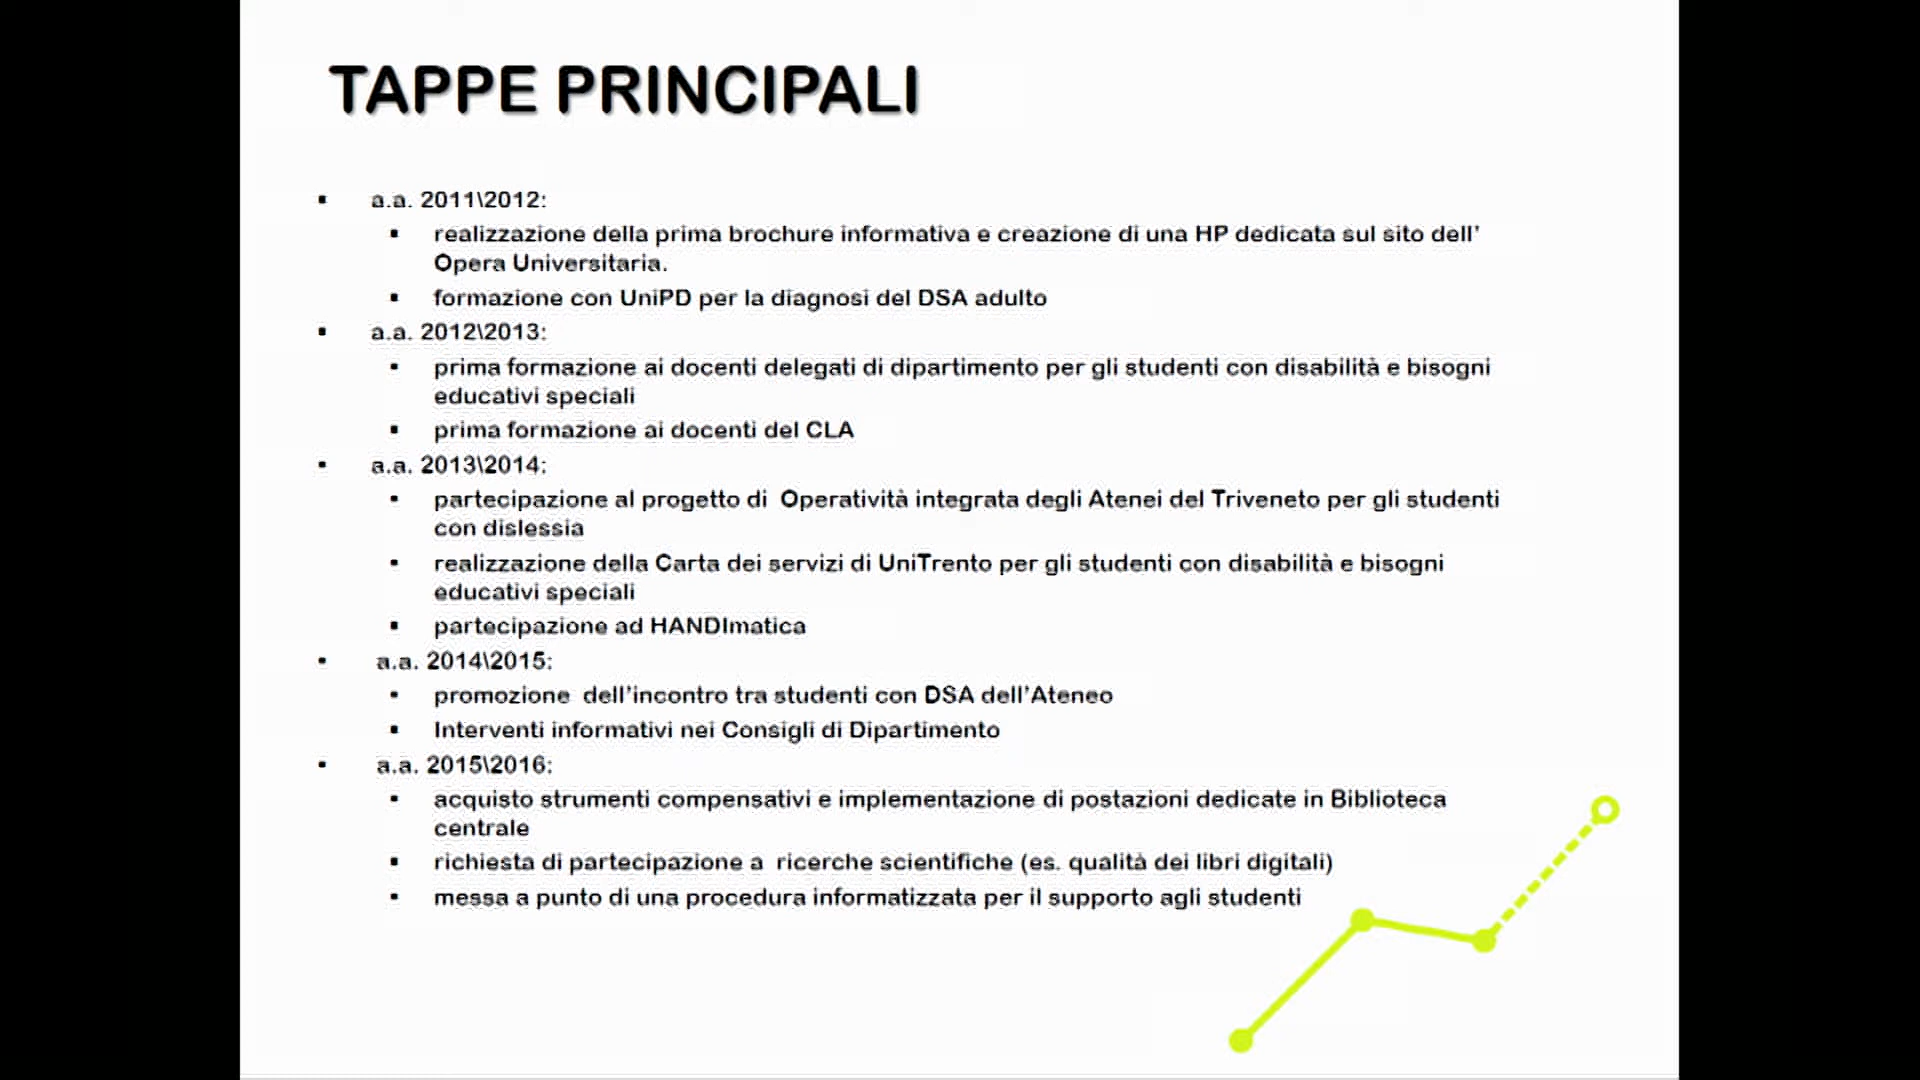 TAPPE PRINCIPALI
▪ a.a. 2011\2012:
▪ realizzazione della prima brochure informativa e creazione di una HP dedicata sul sito dell'
Opera Universitaria.
▪ formazione con UniPD per la diagnosi del DSA adulto
▪ a.a. 2012\2013:
▪ prima formazione ai docenti delegati di dipartimento per gli studenti con disabilità e bisogni
educativi speciali
▪ prima formazione ai docenti del CLA
▪ a.a. 2013\2014:
▪ partecipazione al progetto di  Operatività integrata degli Atenei del Triveneto per gli studenti
con dislessia
▪ realizzazione della Carta dei servizi di UniTrento per gli studenti con disabilità e bisogni
educativi speciali
▪ partecipazione ad HANDImatica
▪ a.a. 2014\2015:
▪ promozione  dell'incontro tra studenti con DSA dell'Ateneo
▪ Interventi informativi nei Consigli di Dipartimento
▪ a.a. 2015\2016:
▪ acquisto strumenti compensativi e implementazione di postazioni dedicate in Biblioteca
centrale
▪ richiesta di partecipazione a  ricerche scientifiche (es. qualità dei libri digitali)
▪ messa a punto di una procedura informatizzata per il supporto agli studenti